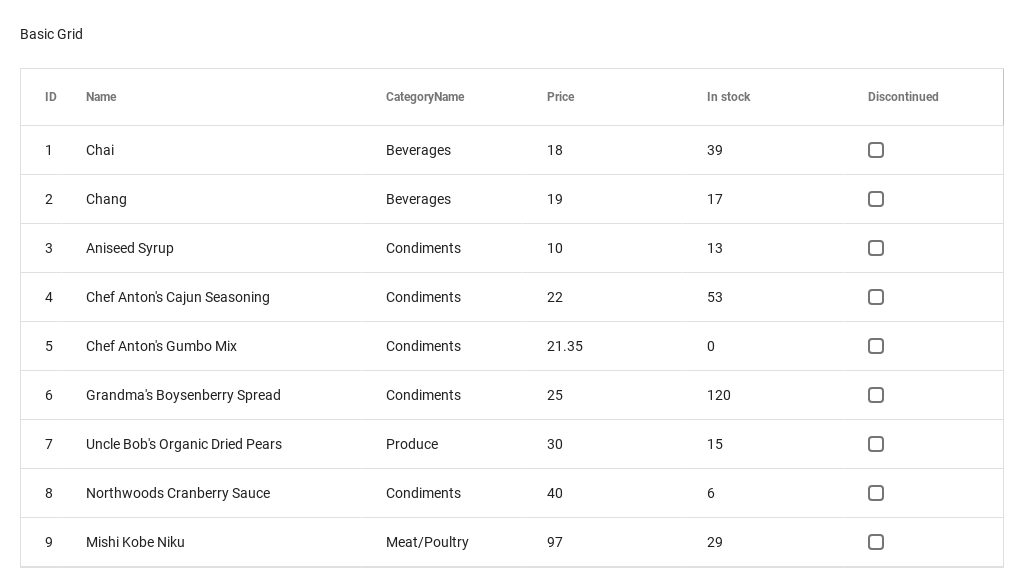 Basic Grid
ID Name CategoryName Price In stock Discontinued
1 Chai Beverages 18 39
2 Chang Beverages 19 17
3 Aniseed Syrup Condiments 10 13
4 Chef Anton's Cajun Seasoning Condiments 22 53
5 Chef Anton's Gumbo Mix Condiments 21.35 0
6 Grandma's Boysenberry Spread Condiments 25 120
7 Uncle Bob's Organic Dried Pears Produce 30 15
8 Northwoods Cranberry Sauce Condiments 40 6
9 Mishi Kobe Niku Meat/Poultry 97 29